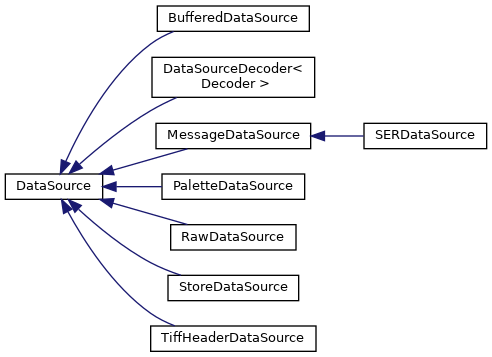 BufferedDataSource
DataSourceDecoder<
Decoder >
MessageDataSource
SERDataSource
DataSource
PaletteDataSource
RawDataSource
StoreDataSource
TiffHeaderDataSource